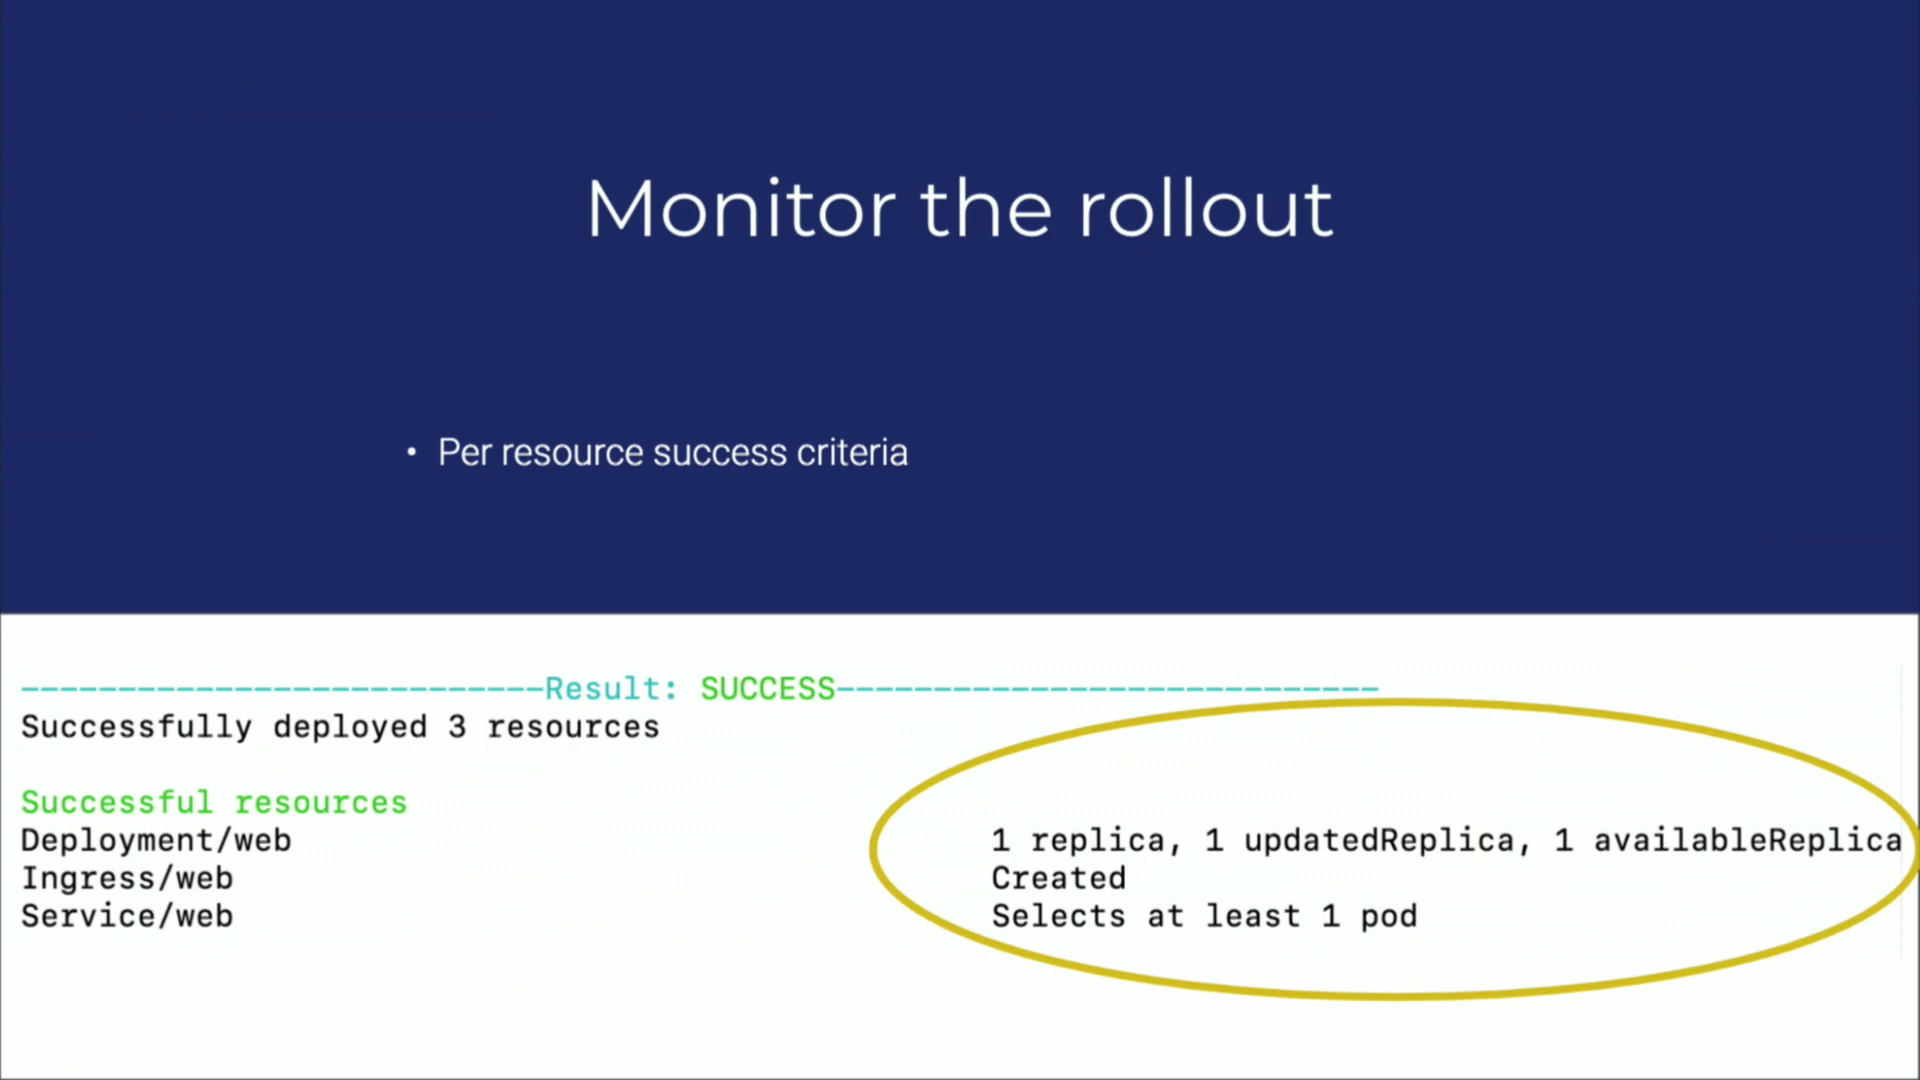 Monitor the rollout
• Per resource success criteria
---------------------------Result: SUCCESS----------------------------
Successfully deployed 3 resources
Successful resources
Deployment/web 1 replica, 1 updatedReplica, 1 availableReplica
Ingress/web Created
Service/web Selects at least 1 pod